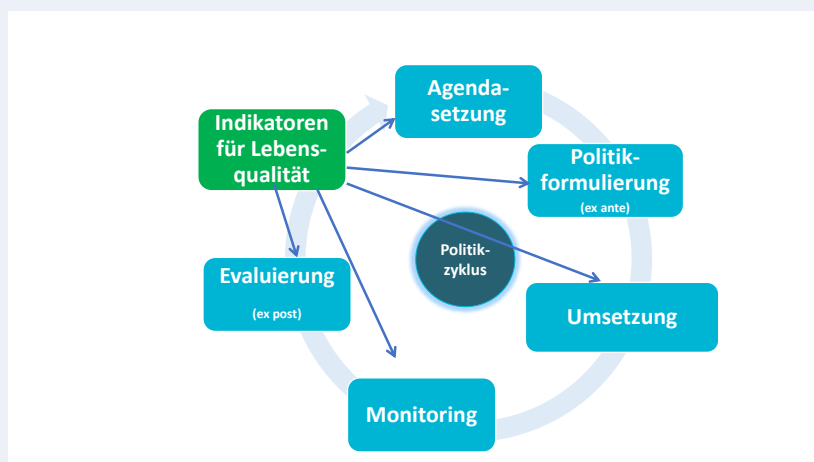 Agenda-
setzung
Indikatoren
für Lebens-
qualität
Politik-
formulierung
(ex ante)
Politik-
zyklus
Evaluierung
(ex post)
Umsetzung
Monitoring